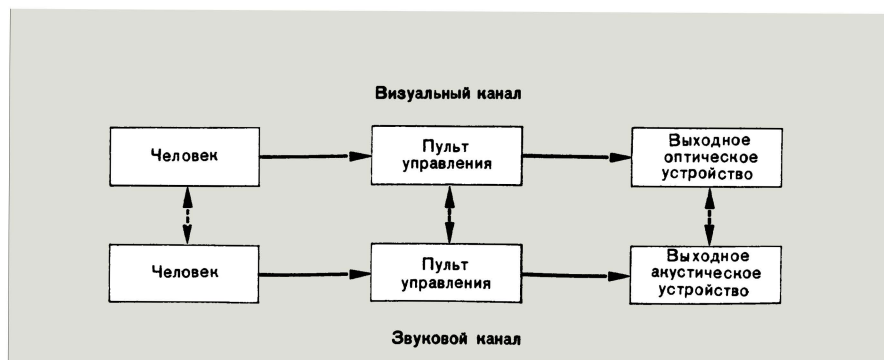 Визуальный канал
Человек
Пульт
управления
Выходное
оптическое
устройство
Человек
Пульт
управления
Выходное
акустическое
устройство
Звуковой канал